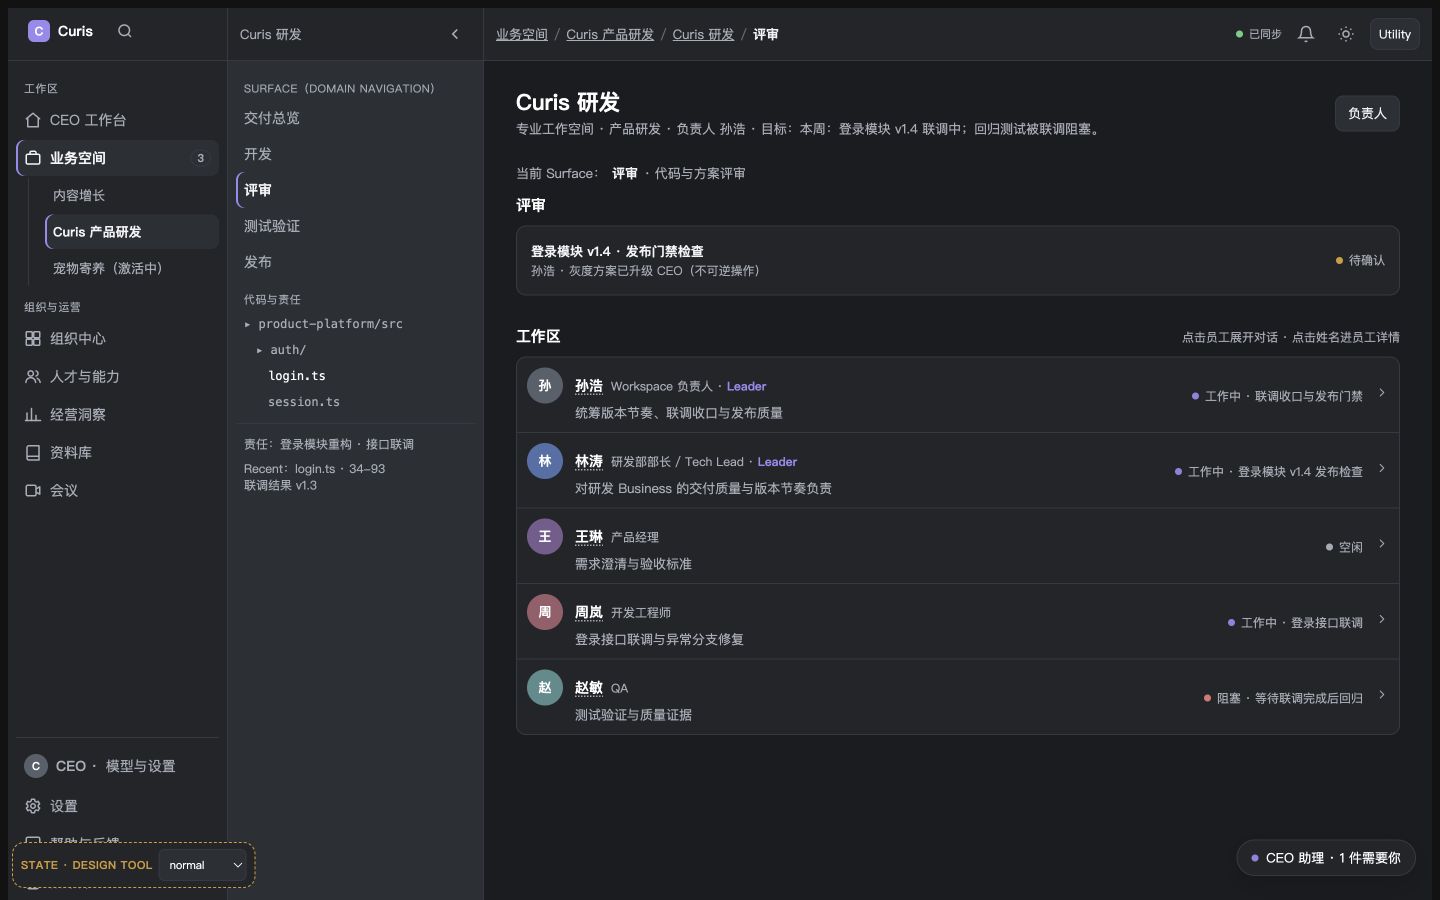 C Curis
工作区
CEO 工作台
业务空间 3
内容增长
Curis 产品研发
宠物寄养（激活中）
组织与运营
组织中心
人才与能力
经营洞察
资料库
会议
C CEO · 模型与设置
设置
帮助与反馈
STATE · DESIGN TOOL normal
Curis 研发
SURFACE（DOMAIN NAVIGATION）
交付总览
开发
评审
测试验证
发布
代码与责任
▸ product-platform/src
▸ auth/
login.ts
session.ts
责任：登录模块重构 · 接口联调
Recent：login.ts · 34–93
联调结果 v1.3
业务空间 / Curis 产品研发 / Curis 研发 / 评审
已同步
Utility
Curis 研发
专业工作空间 · 产品研发 · 负责人 孙浩 · 目标：本周：登录模块 v1.4 联调中；回归测试被联调阻塞。
负责人
当前 Surface： 评审 · 代码与方案评审
评审
登录模块 v1.4 · 发布门禁检查
孙浩 · 灰度方案已升级 CEO（不可逆操作）
待确认
工作区
点击员工展开对话 · 点击姓名进员工详情
孙 孙浩 Workspace 负责人 · Leader
统筹版本节奏、联调收口与发布质量
工作中 · 联调收口与发布门禁
林 林涛 研发部部长 / Tech Lead · Leader
对研发 Business 的交付质量与版本节奏负责
工作中 · 登录模块 v1.4 发布检查
王 王琳 产品经理
需求澄清与验收标准
空闲
周 周岚 开发工程师
登录接口联调与异常分支修复
工作中 · 登录接口联调
赵 赵敏 QA
测试验证与质量证据
阻塞 · 等待联调完成后回归
CEO 助理 · 1 件需要你